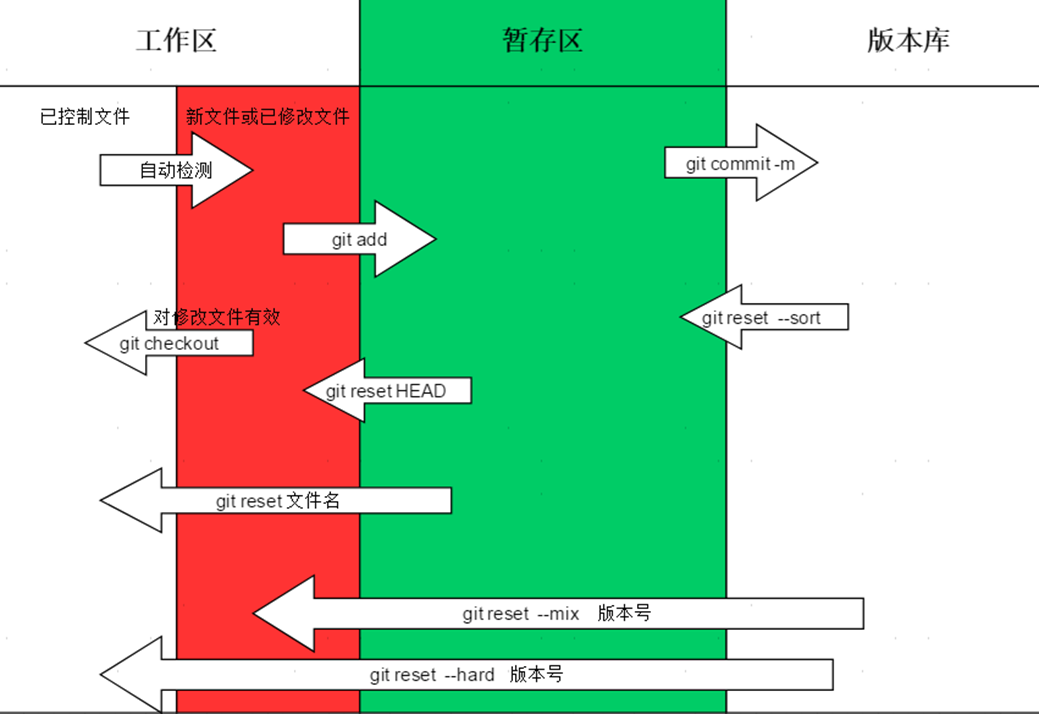 工作区
暂存区
版本库
已控制文件
新文件或已修改文件
自动检测
git commit -m
git add
对修改文件有效
git reset --sort
git checkout
git reset HEAD
git reset 文件名
git reset --mix 版本号
git reset --hard 版本号